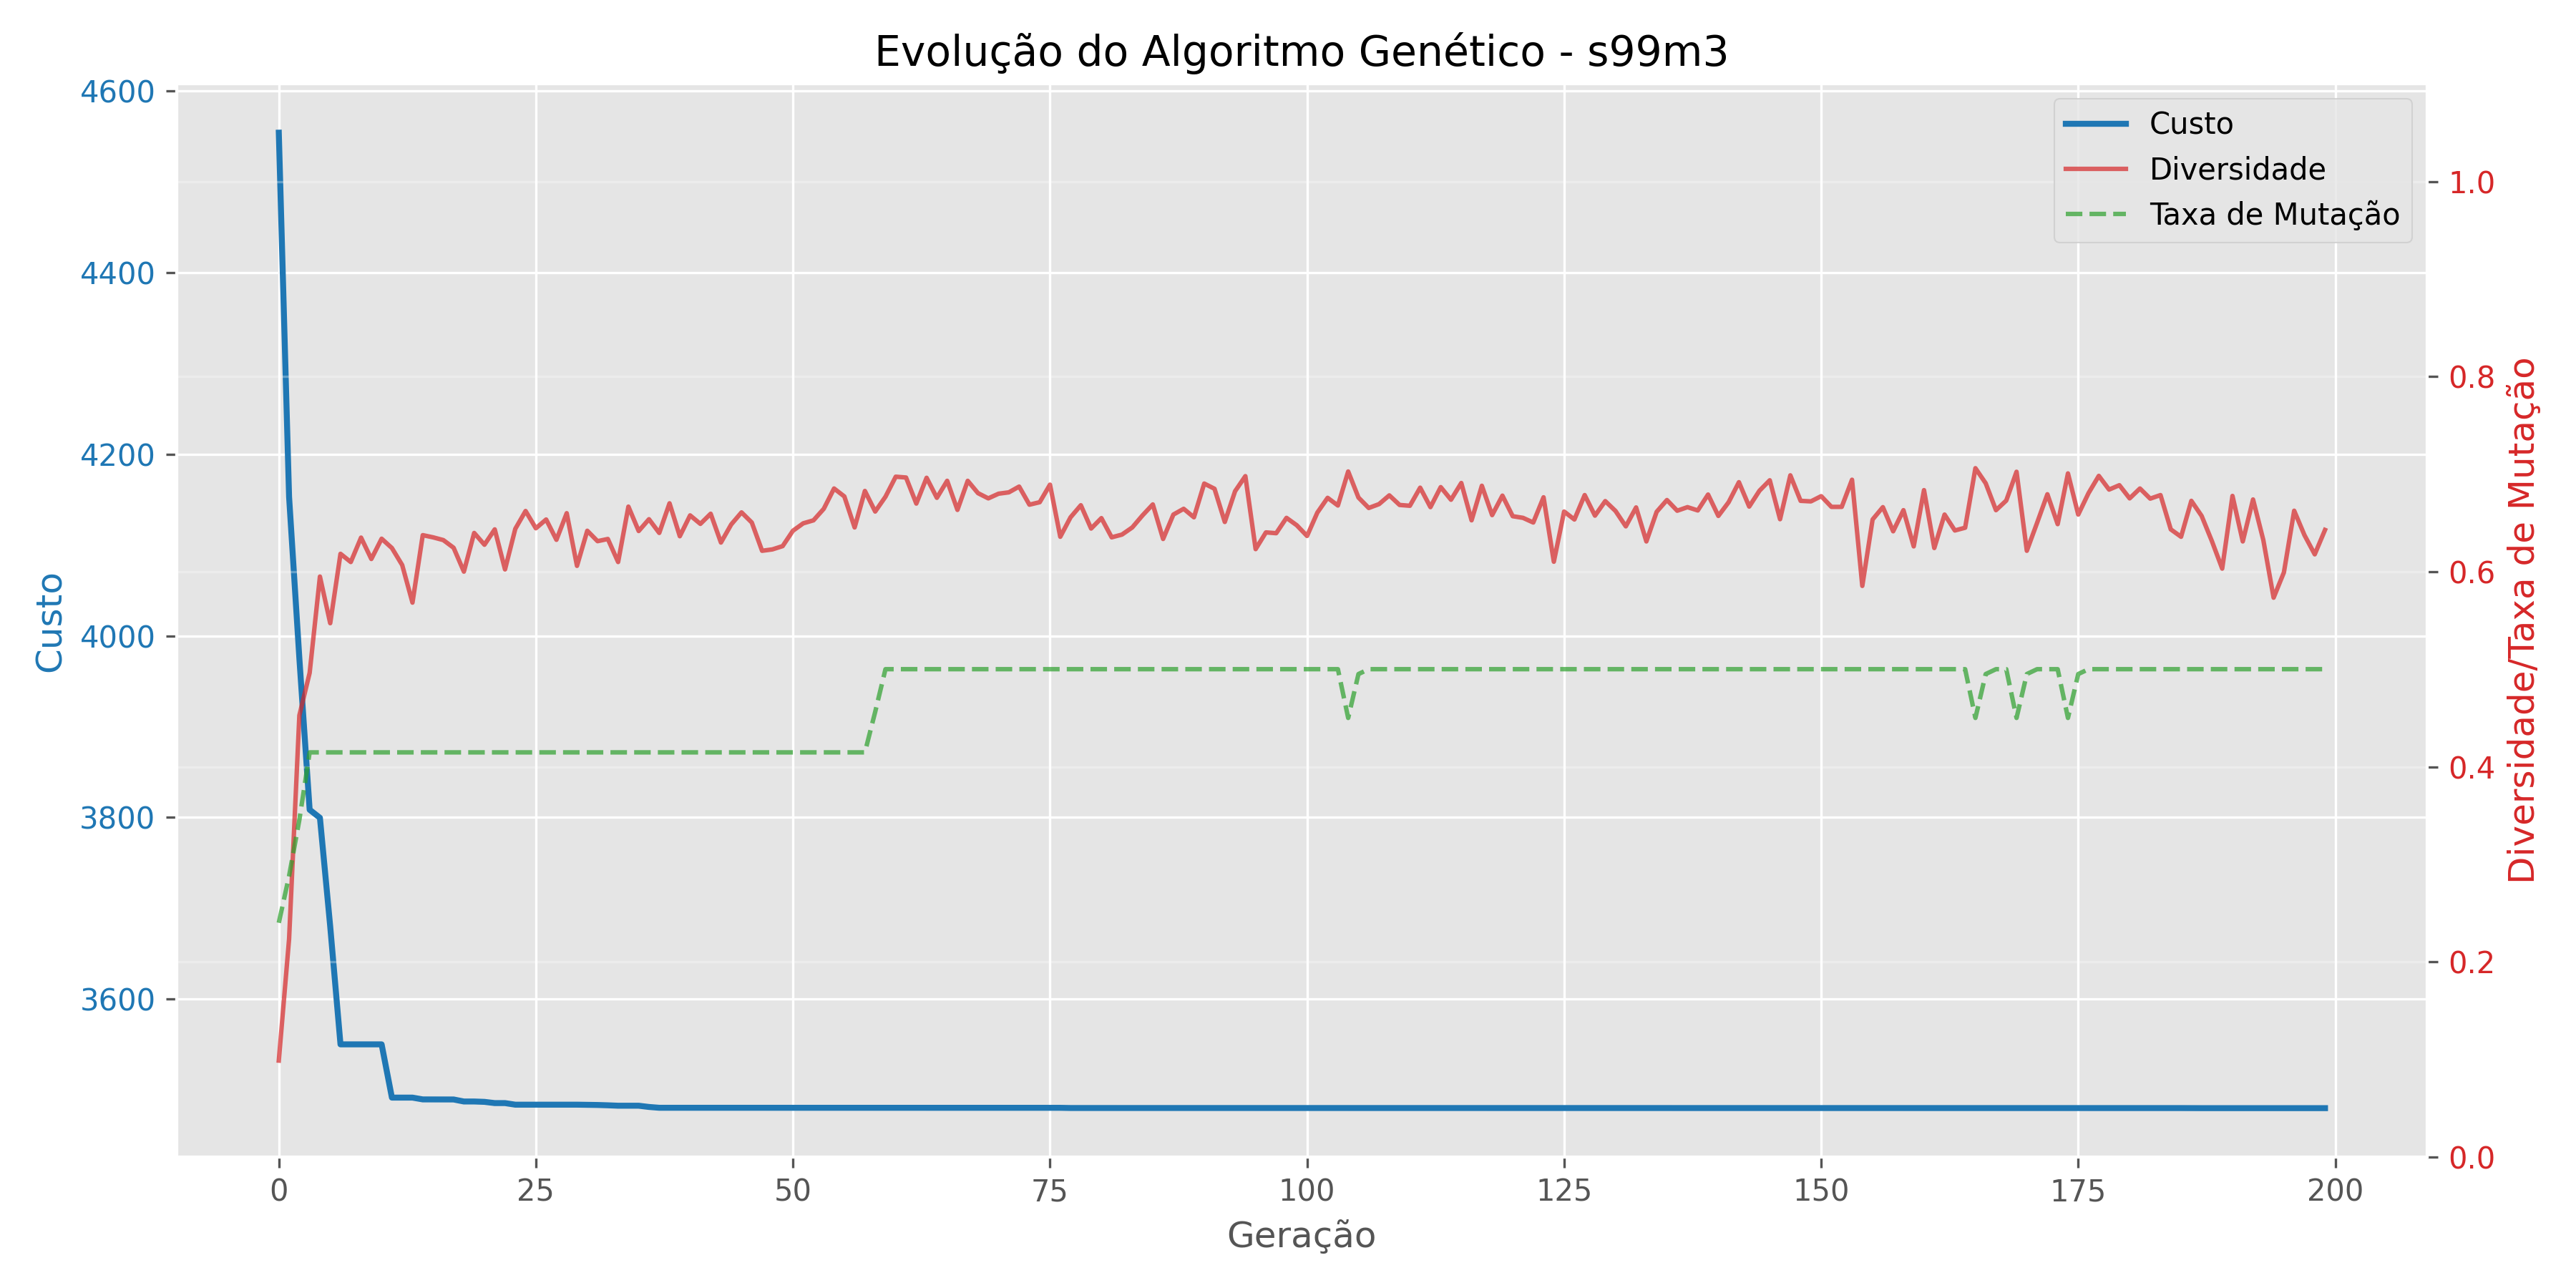 Evolução do Algoritmo Genético - s99m3
Custo
Diversidade
Taxa de Mutação
4600
4400
4200
4000
3800
3600
Custo
1.0
0.8
0.6
0.4
0.2
0.0
Diversidade/Taxa de Mutação
0 25 50 75 100 125 150 175 200
Geração